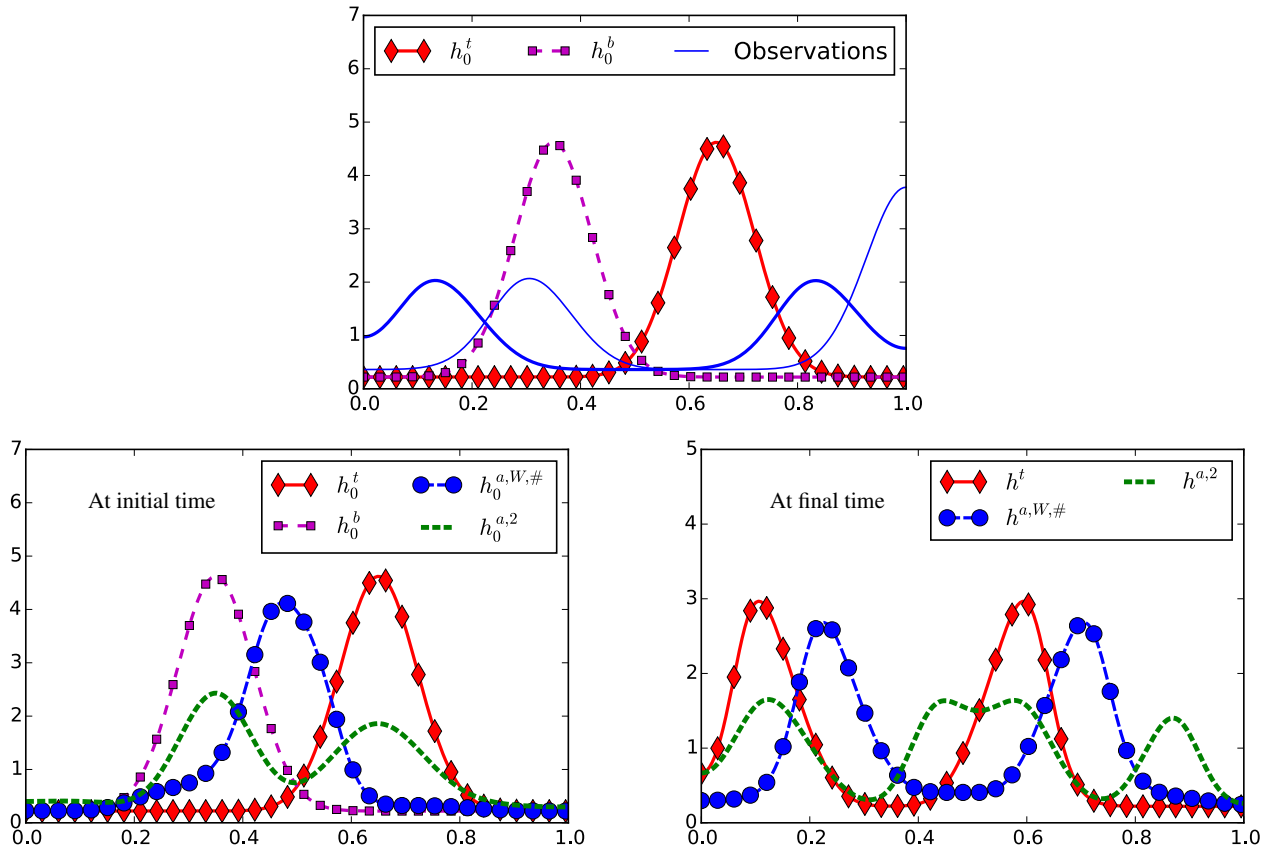 7
6
5
4
3
2
1
0
0.0 0.2 0.4 0.6 0.8 1.0
h_0^t h_0^b Observations
7
6
5
4
3
2
1
0
0.0 0.2 0.4 0.6 0.8 1.0
At initial time
h_0^t h_0^{a,W,#}
h_0^b h_0^{a,2}
5
4
3
2
1
0
0.0 0.2 0.4 0.6 0.8 1.0
At final time
h^t h^{a,2}
h^{a,W,#}